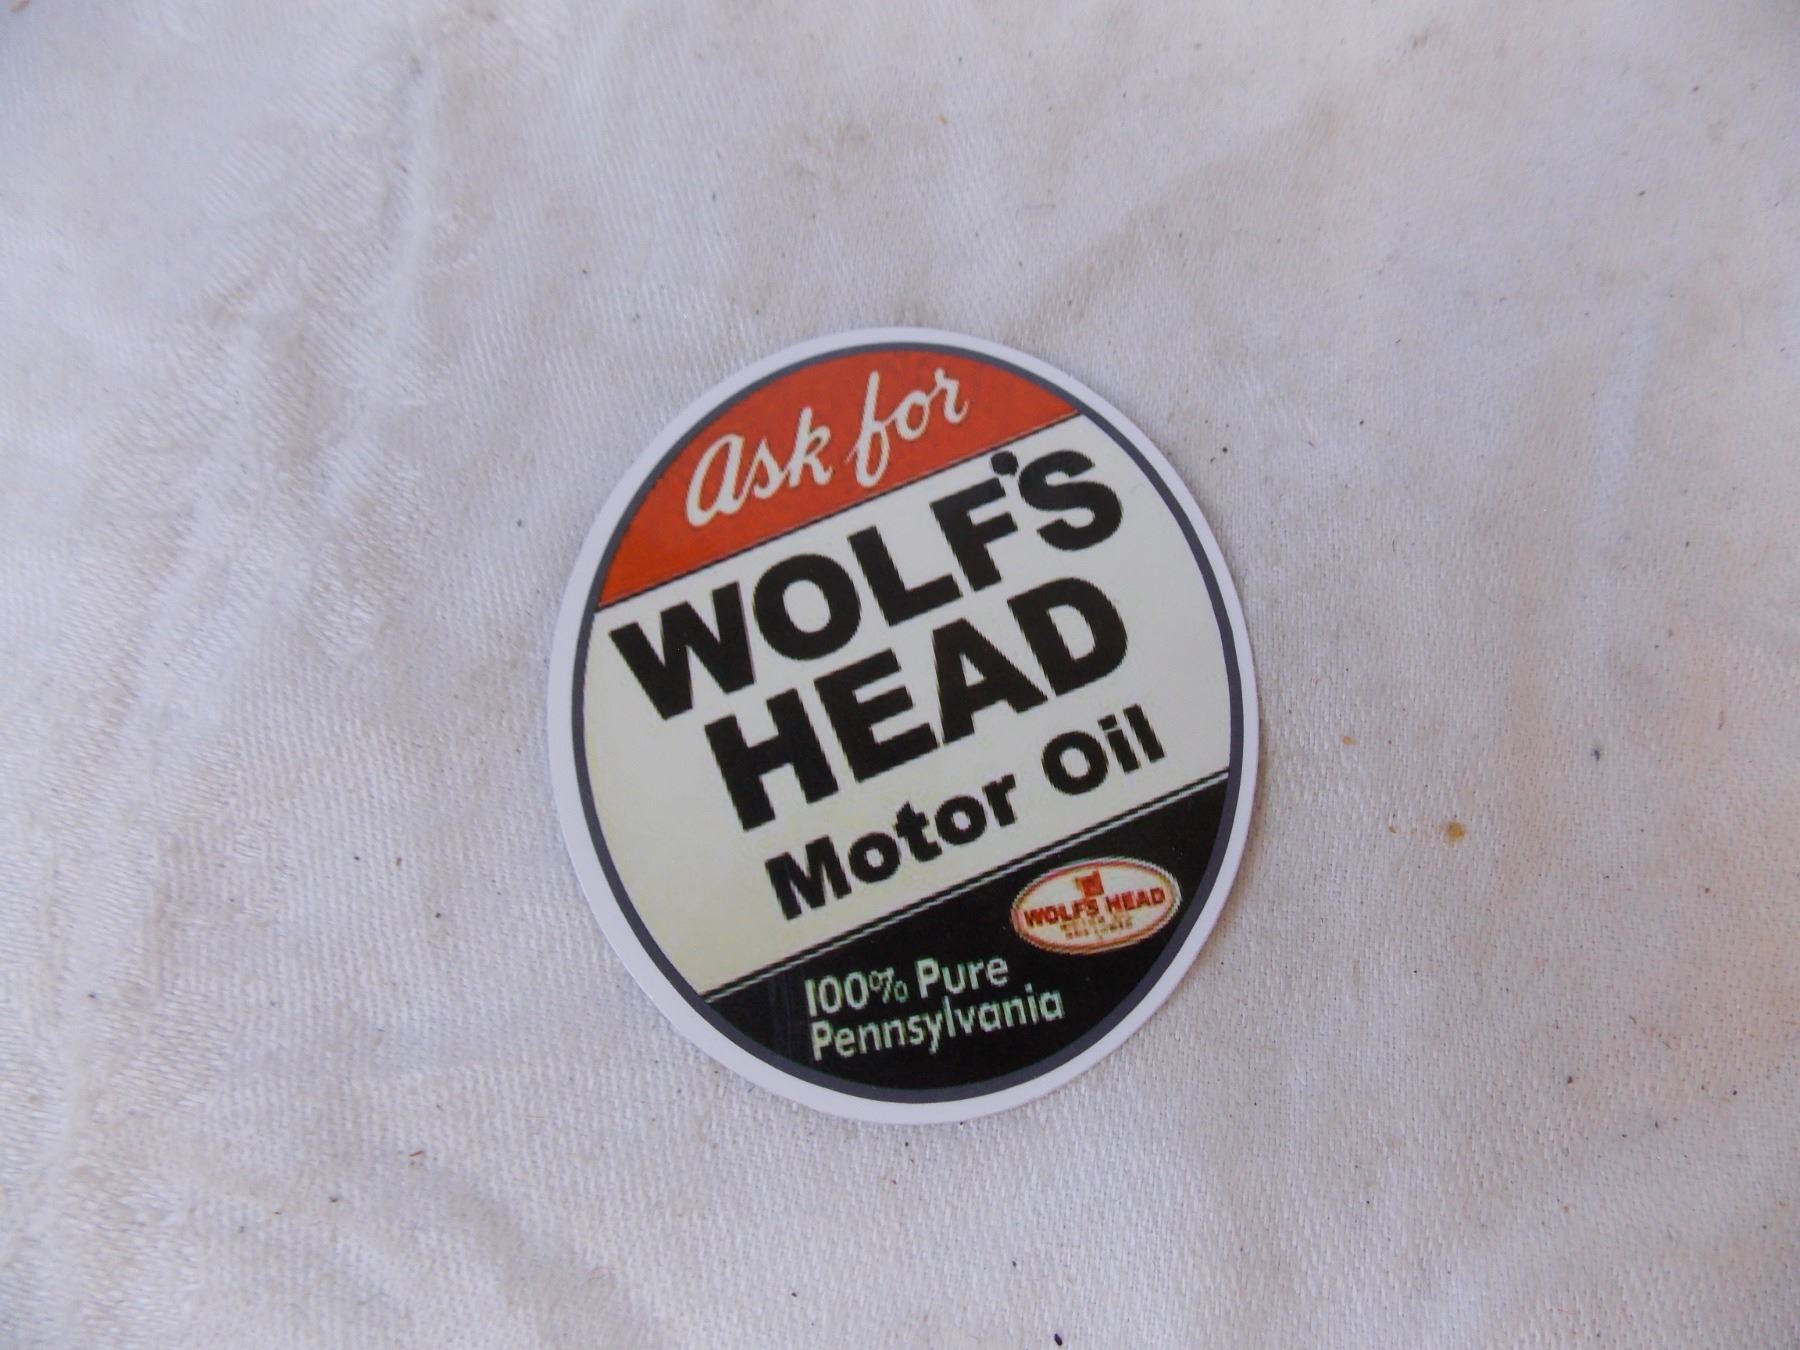 Ask for
WOLF'S
HEAD
Motor Oil
WOLF'S HEAD
100% Pure
Pennsylvania